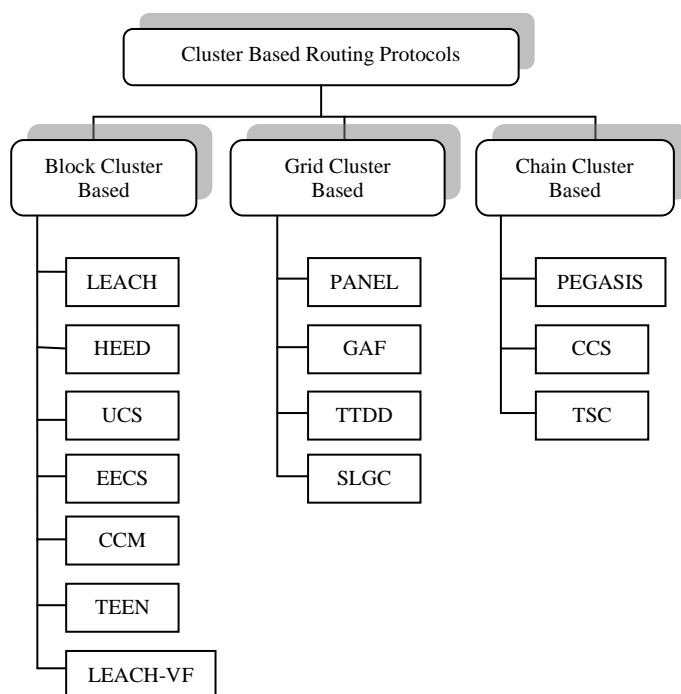 Cluster Based Routing Protocols
Block Cluster
Based
Grid Cluster
Based
Chain Cluster
Based
LEACH
HEED
UCS
EECS
CCM
TEEN
LEACH-VF
PANEL
GAF
TTDD
SLGC
PEGASIS
CCS
TSC